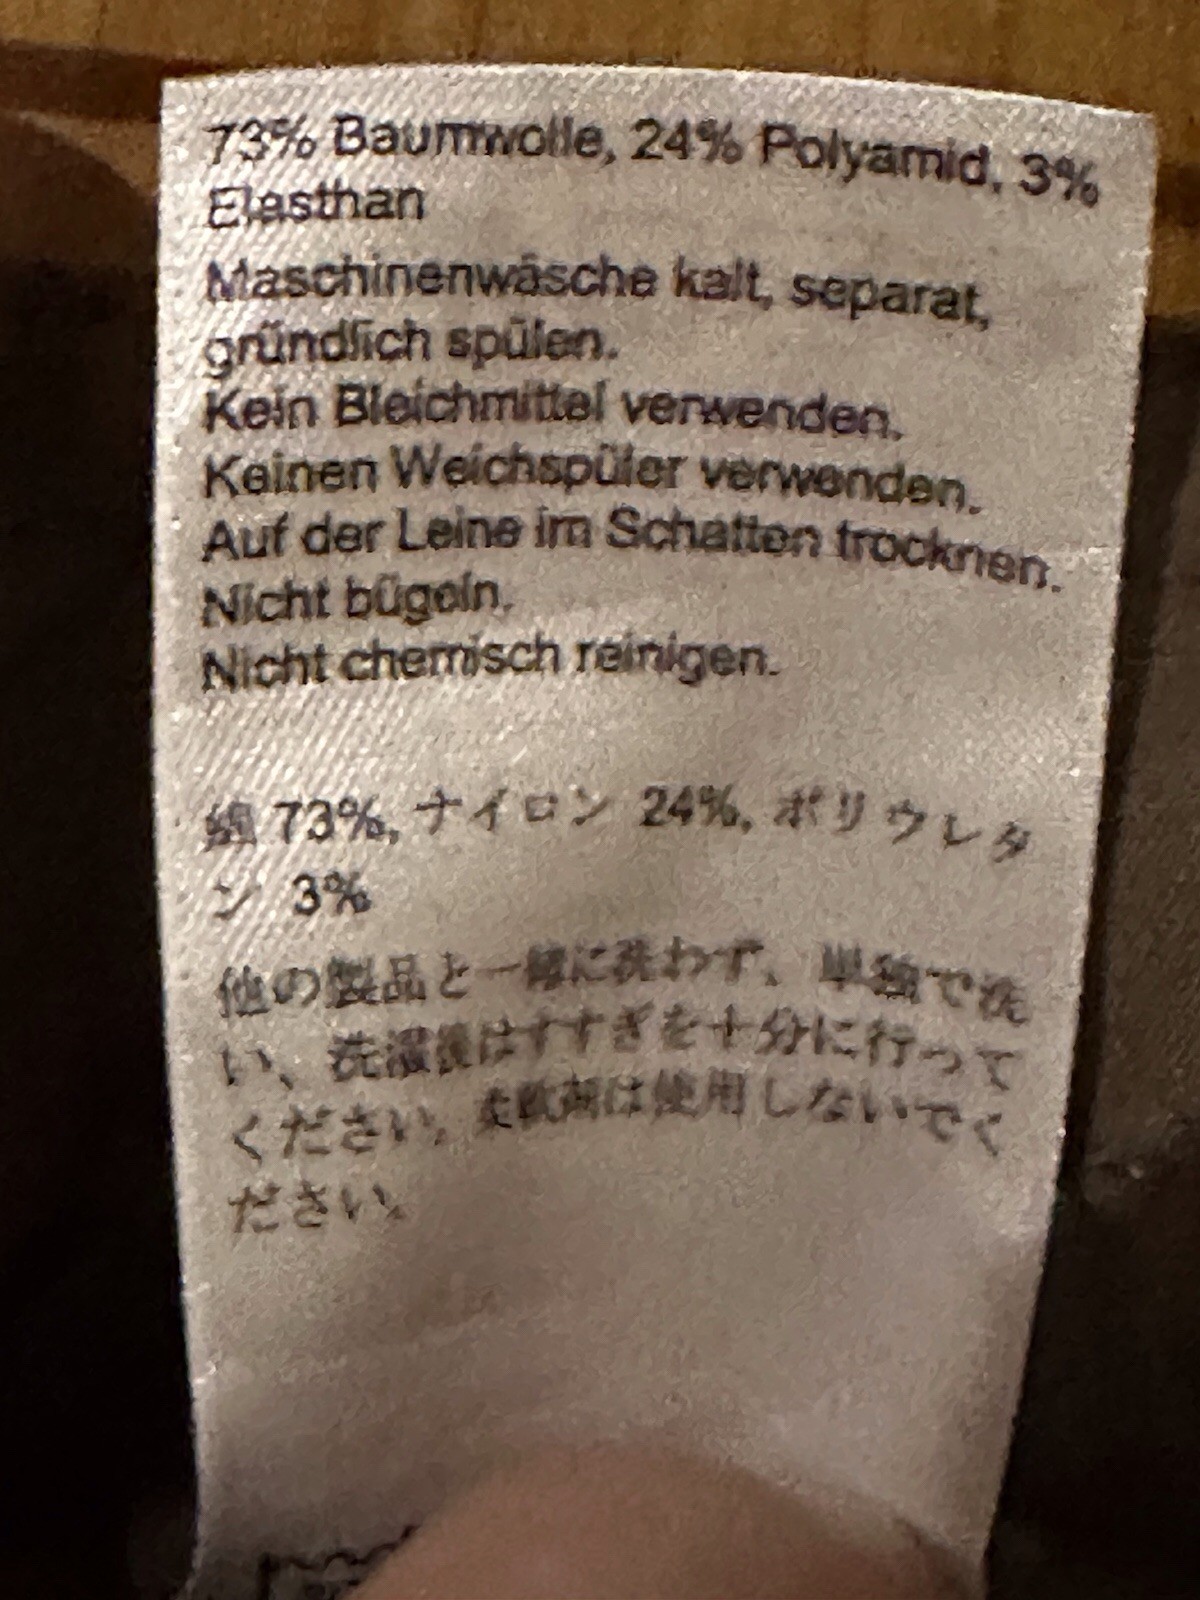 73% Baumwolle, 24% Polyamid, 3%
Elasthan
Maschinenwäsche kalt, separat,
gründlich spülen.
Kein Bleichmittel verwenden.
Keinen Weichspüler verwenden.
Auf der Leine im Schatten trocknen.
Nicht bügeln.
Nicht chemisch reinigen.
綿 73%, ナイロン 24%, ポリウレタ
ン 3%
他の製品と一緒に洗わず、単独で洗
い、洗濯後はすすぎを十分に行って
ください。柔軟剤は使用しないでく
ださい。